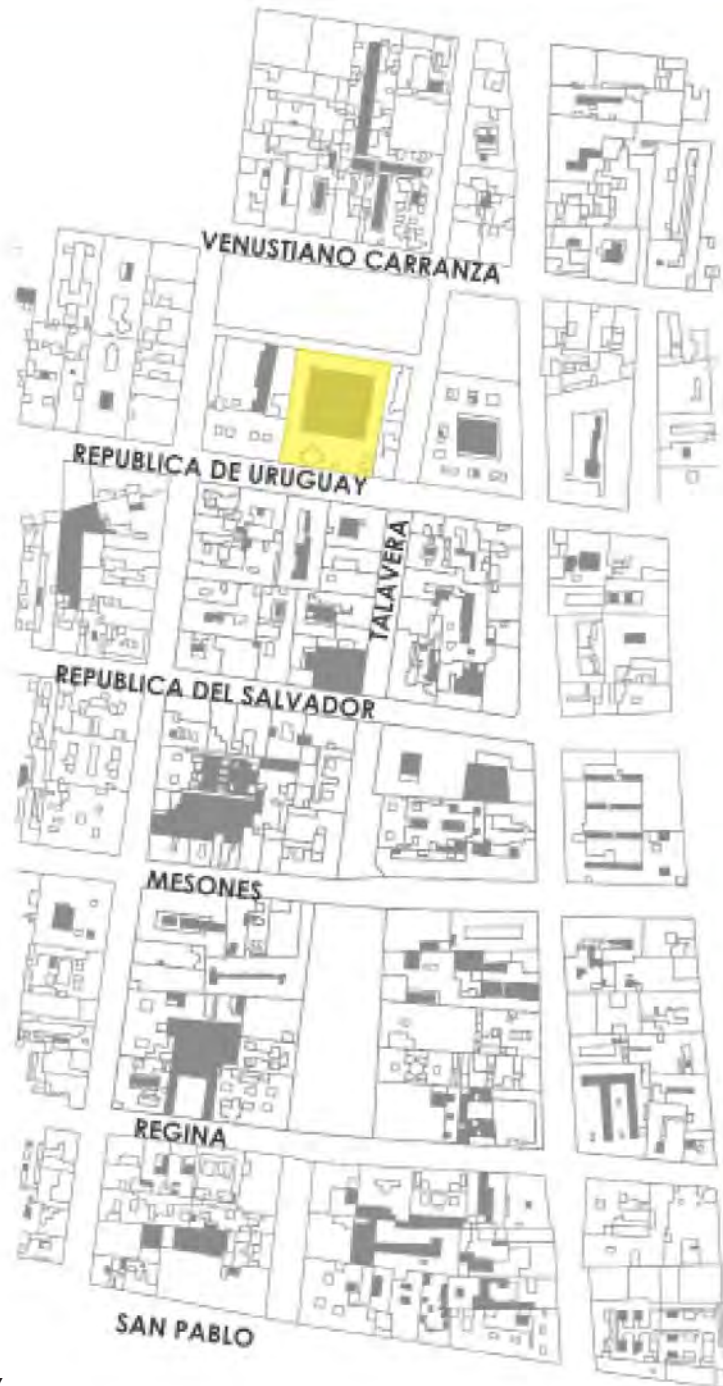 VENUSTIANO CARRANZA
REPUBLICA DE URUGUAY
TALAVERA
REPUBLICA DEL SALVADOR
MESONES
REGINA
SAN PABLO